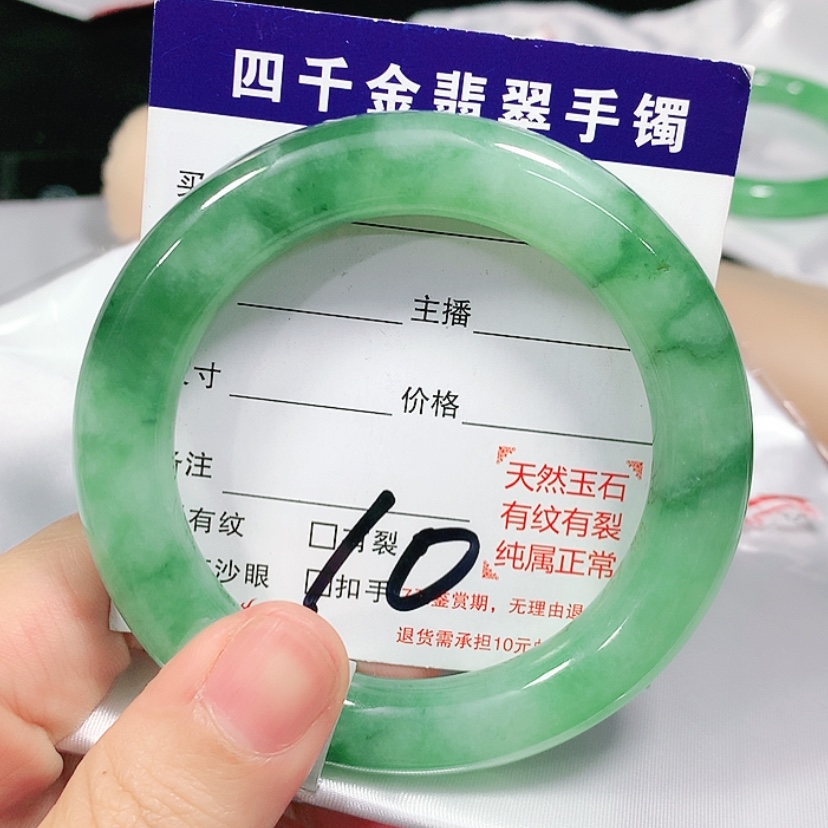 四千金翡翠手镯
买
主播
寸 价格
备注
有纹 有裂
沙眼 扣手
10
天然玉石
有纹有裂
纯属正常
鉴赏期，无理由退
退货需承担10元